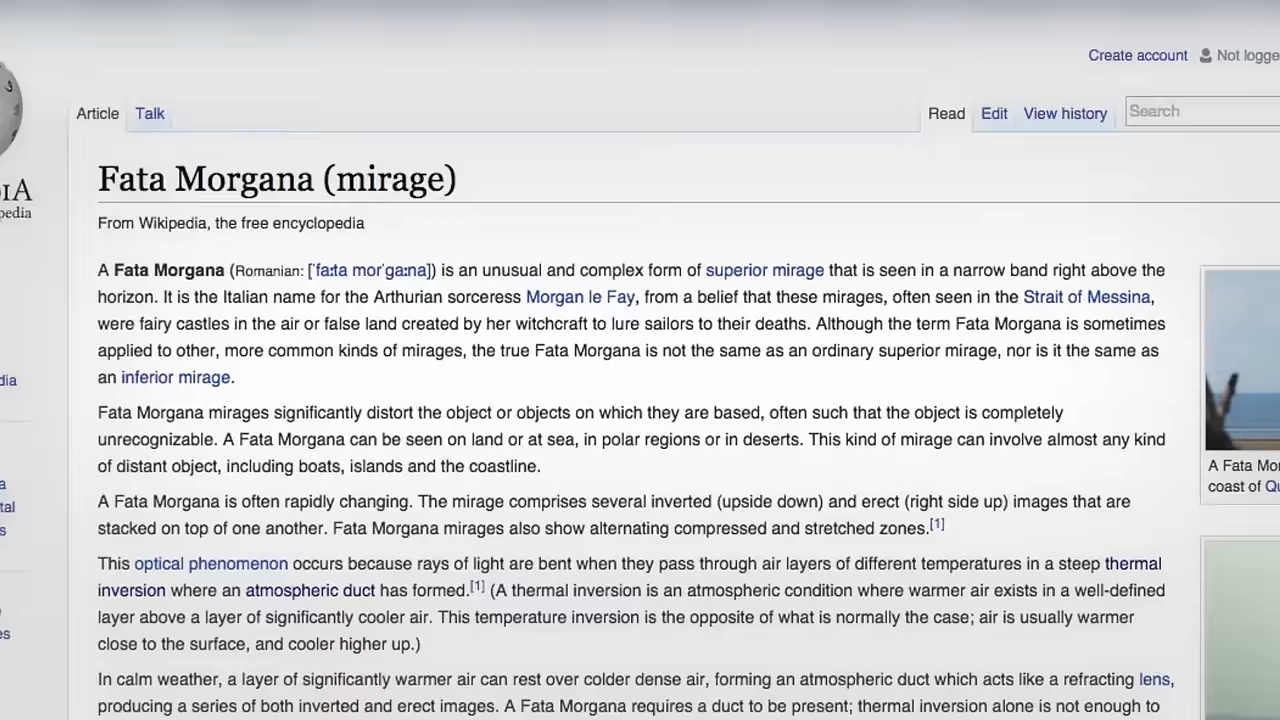 Create account Not logge
Article Talk Read Edit View history Search
Fata Morgana (mirage)
pedia
From Wikipedia, the free encyclopedia
A Fata Morgana (Romanian: [ˈfaːta morˈɡaːna]) is an unusual and complex form of superior mirage that is seen in a narrow band right above the
horizon. It is the Italian name for the Arthurian sorceress Morgan le Fay, from a belief that these mirages, often seen in the Strait of Messina,
were fairy castles in the air or false land created by her witchcraft to lure sailors to their deaths. Although the term Fata Morgana is sometimes
applied to other, more common kinds of mirages, the true Fata Morgana is not the same as an ordinary superior mirage, nor is it the same as
an inferior mirage.
Fata Morgana mirages significantly distort the object or objects on which they are based, often such that the object is completely
unrecognizable. A Fata Morgana can be seen on land or at sea, in polar regions or in deserts. This kind of mirage can involve almost any kind
of distant object, including boats, islands and the coastline.
A Fata Mor
coast of Qu
A Fata Morgana is often rapidly changing. The mirage comprises several inverted (upside down) and erect (right side up) images that are
stacked on top of one another. Fata Morgana mirages also show alternating compressed and stretched zones.[1]
This optical phenomenon occurs because rays of light are bent when they pass through air layers of different temperatures in a steep thermal
inversion where an atmospheric duct has formed.[1] (A thermal inversion is an atmospheric condition where warmer air exists in a well-defined
layer above a layer of significantly cooler air. This temperature inversion is the opposite of what is normally the case; air is usually warmer
close to the surface, and cooler higher up.)
In calm weather, a layer of significantly warmer air can rest over colder dense air, forming an atmospheric duct which acts like a refracting lens,
producing a series of both inverted and erect images. A Fata Morgana requires a duct to be present; thermal inversion alone is not enough to